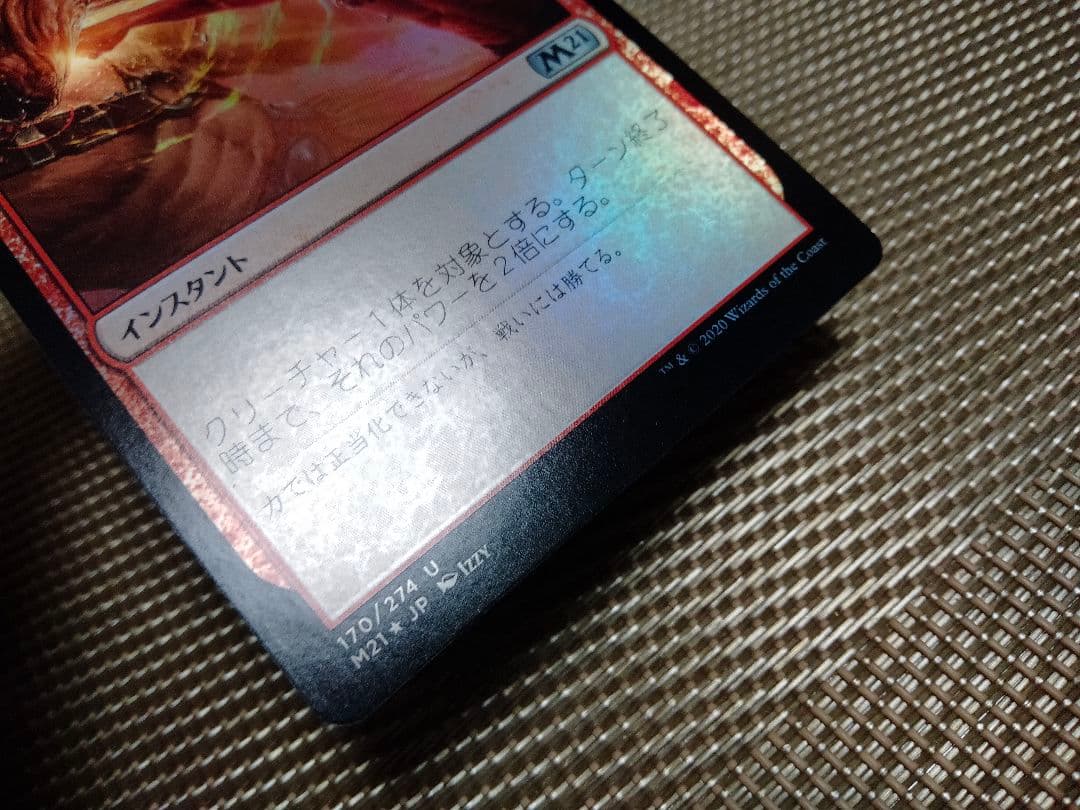 M21
インスタント
クリーチャー1体を対象とする。ターン終了
時まで、それのパワーを2倍にする。
力では正当化できないが、戦いには勝てる。
170/274 U
M21★JP IZZY
™ & © 2020 Wizards of the Coast